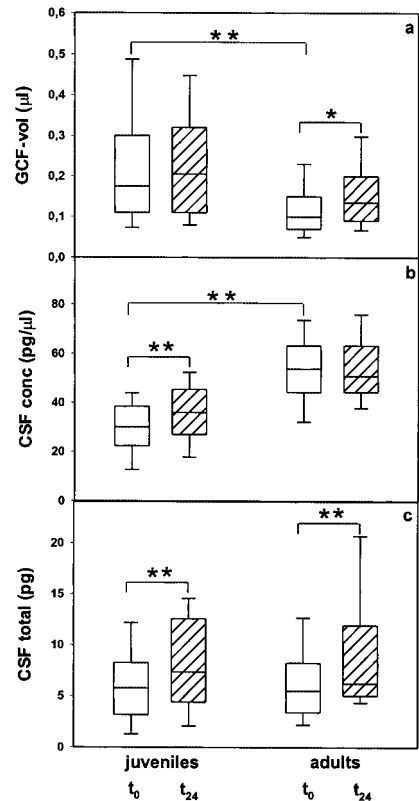 a
GCF-vol (µl)
0,6
0,5
0,4
0,3
0,2
0,1
0,0
**
*
b
CSF conc (pg/µl)
80
60
40
20
0
**
**
c
CSF total (pg)
20
15
10
5
0
**
**
juveniles adults
t0 t24 t0 t24